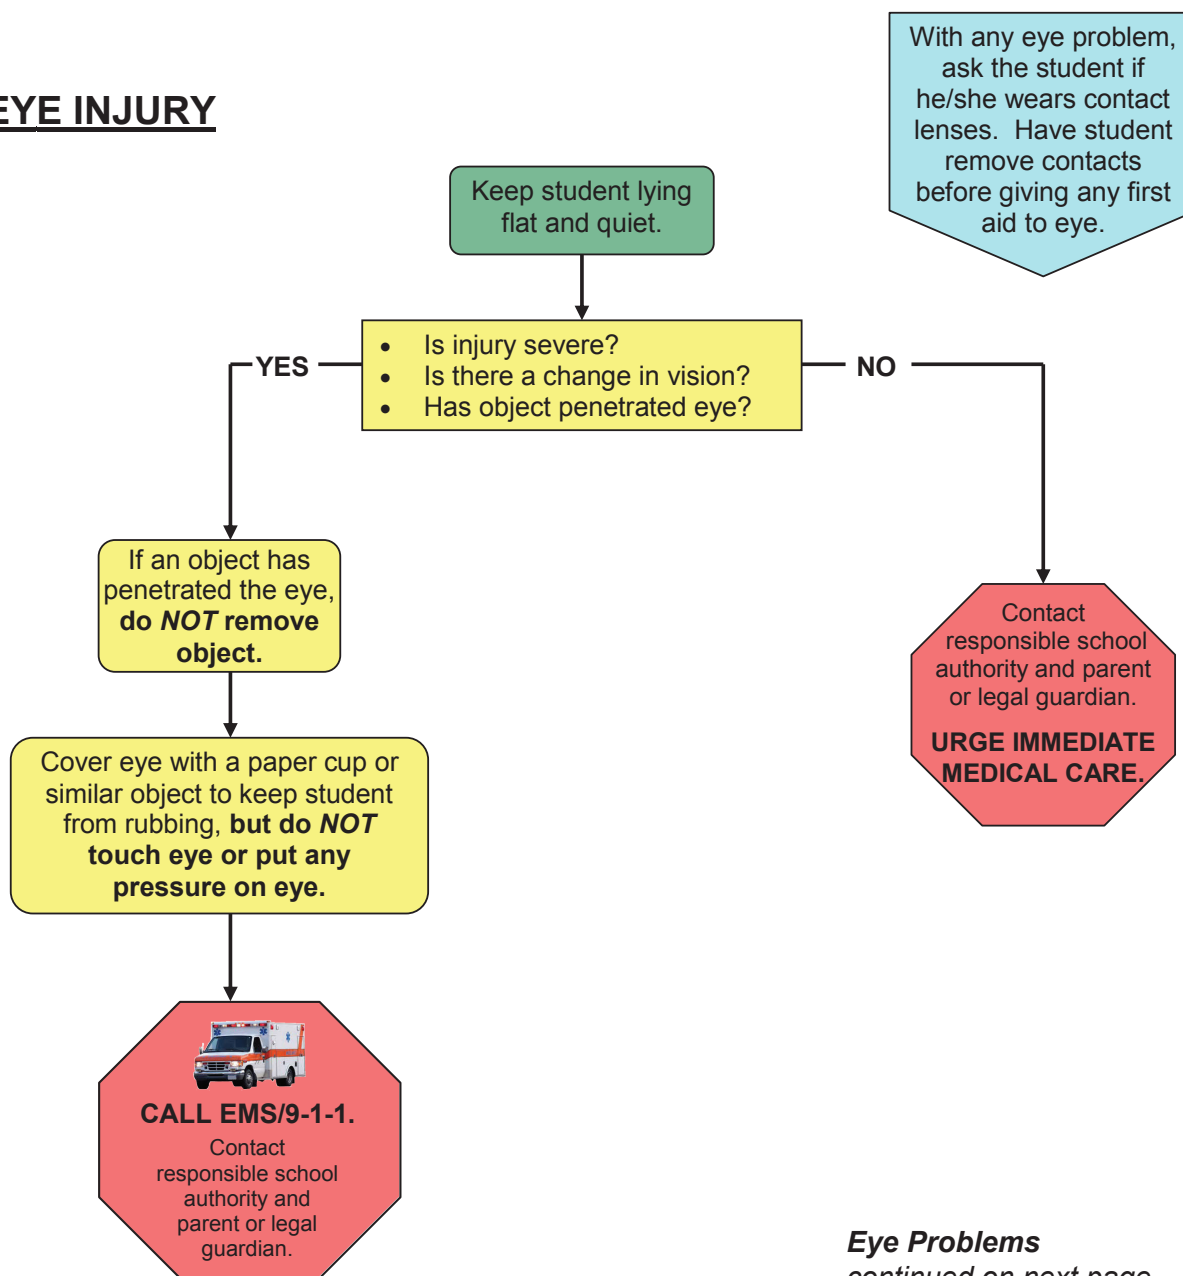 With any eye problem,
ask the student if
he/she wears contact
lenses.  Have student
remove contacts
before giving any first
aid to eye.
EYE INJURY
Keep student lying
flat and quiet.
• Is injury severe?
• Is there a change in vision?
• Has object penetrated eye?
YES
NO
If an object has
penetrated the eye,
do NOT remove
object.
Cover eye with a paper cup or
similar object to keep student
from rubbing, but do NOT
touch eye or put any
pressure on eye.
CALL EMS/9-1-1.
Contact
responsible school
authority and
parent or legal
guardian.
Contact
responsible school
authority and parent
or legal guardian.
URGE IMMEDIATE
MEDICAL CARE.
Eye Problems
continued on next page